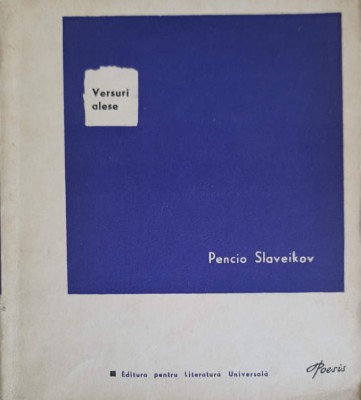 Versuri
alese
Pencio Slaveikov
Editura pentru Literatură Universală
Poesis